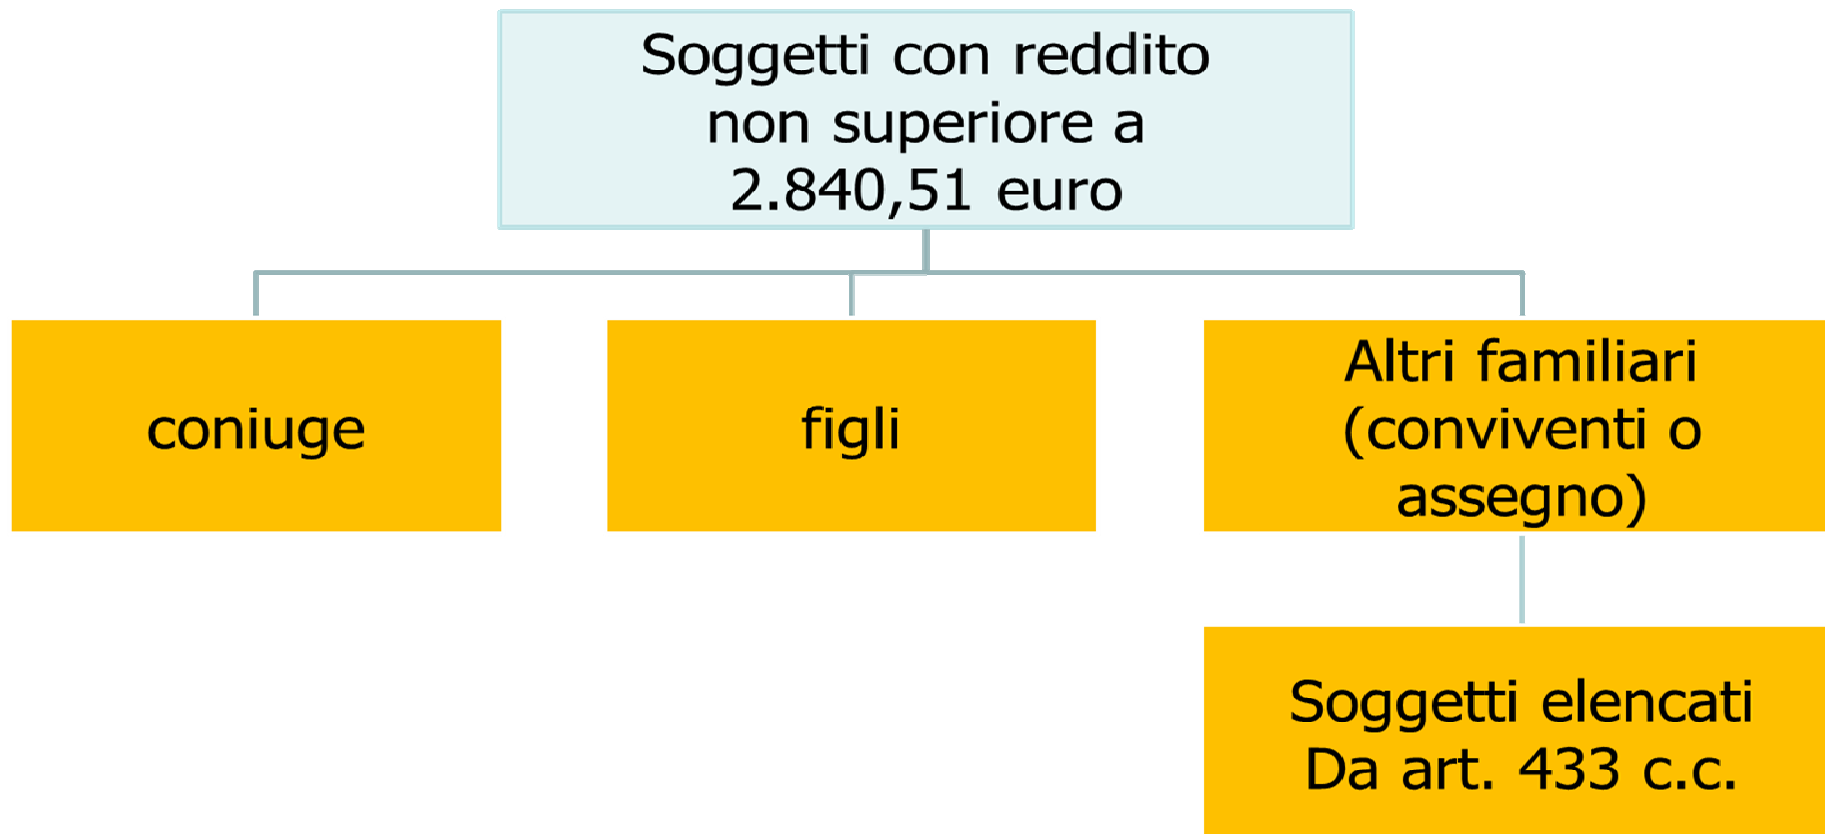 Soggetti con reddito
non superiore a
2.840,51 euro
coniuge
figli
Altri familiari
(conviventi o
assegno)
Soggetti elencati
Da art. 433 c.c.